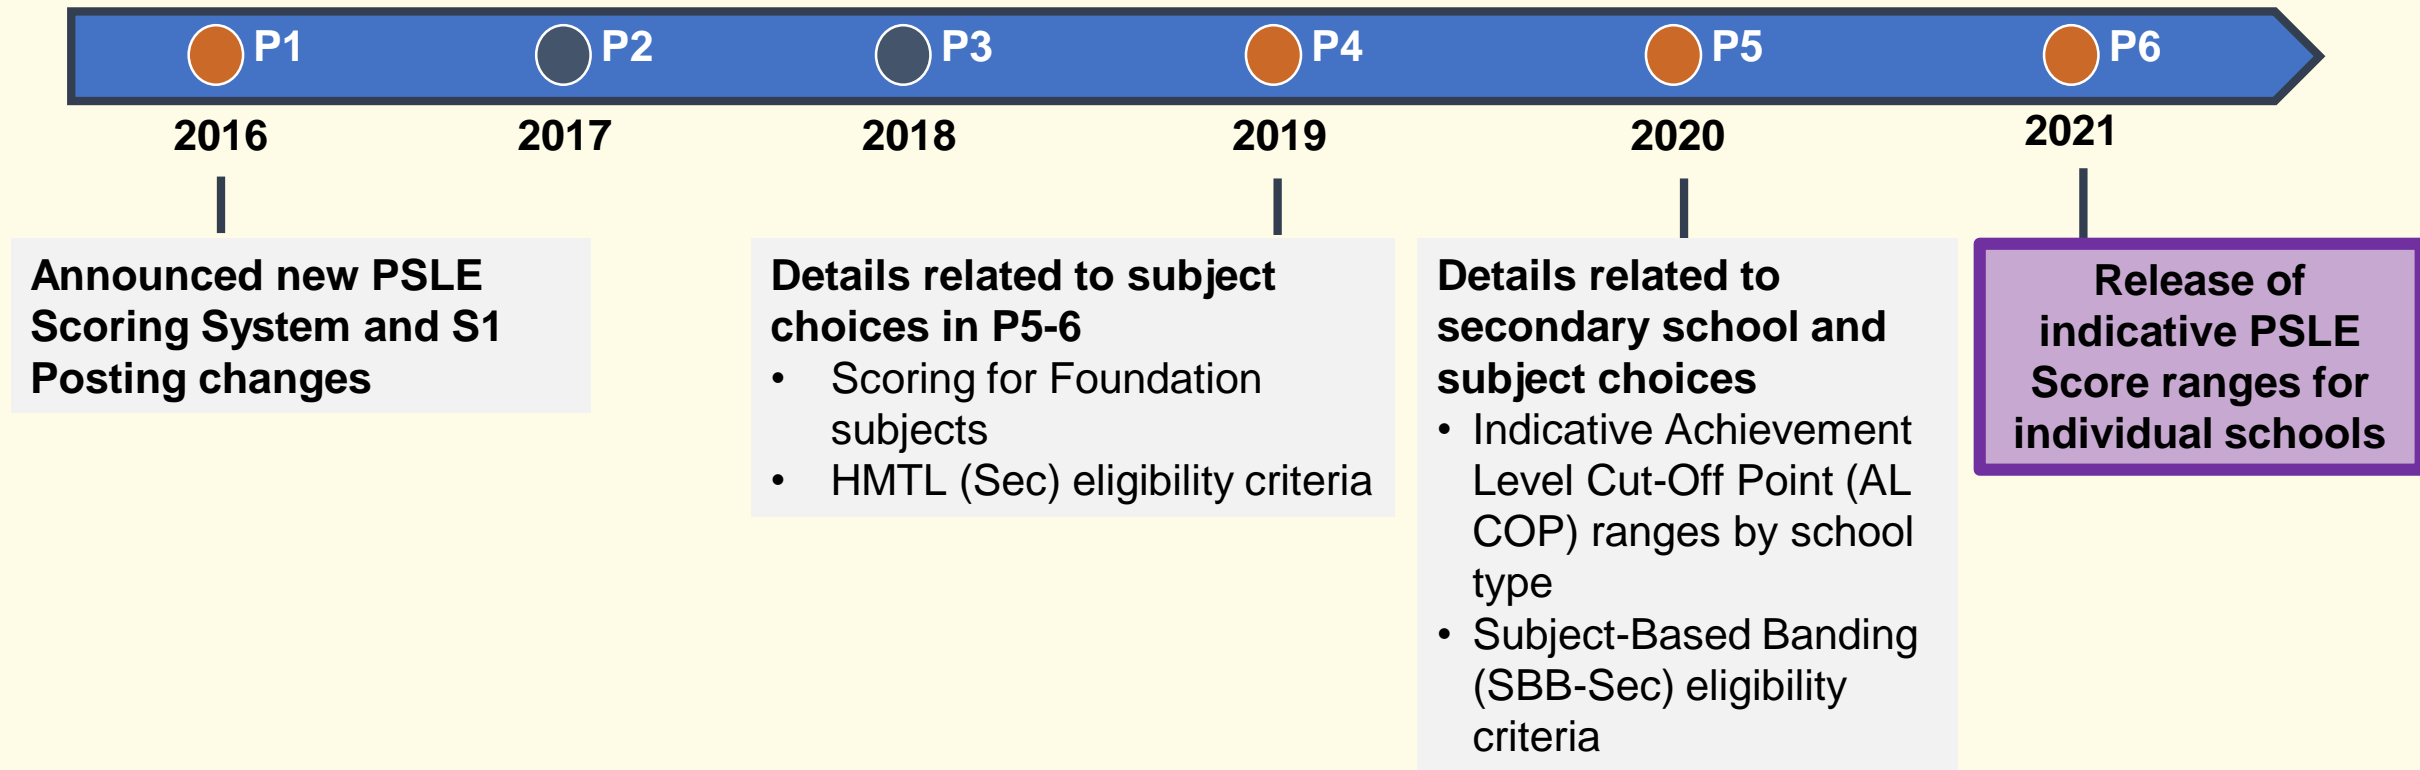 P1
P2
P3
P4
P5
P6
2016
2017
2018
2019
2020
2021
Announced new PSLE
Scoring System and S1
Posting changes
Details related to subject
choices in P5-6
• Scoring for Foundation
subjects
• HMTL (Sec) eligibility criteria
Details related to
secondary school and
subject choices
• Indicative Achievement
Level Cut-Off Point (AL
COP) ranges by school
type
• Subject-Based Banding
(SBB-Sec) eligibility
criteria
Release of
indicative PSLE
Score ranges for
individual schools